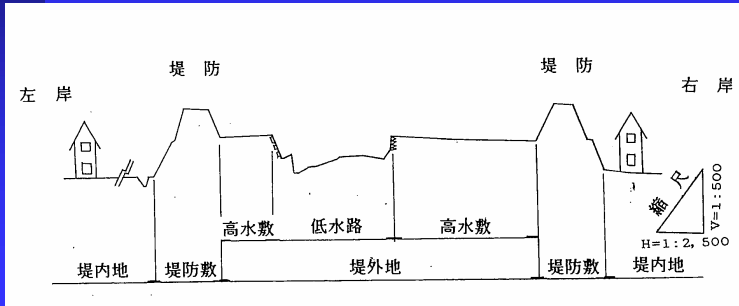 堤 防
堤 防
左 岸
右 岸
縮 尺
V=1:500
H=1:2,500
高水敷 低水路 高水敷
堤内地 堤防敷 堤外地 堤防敷 堤内地